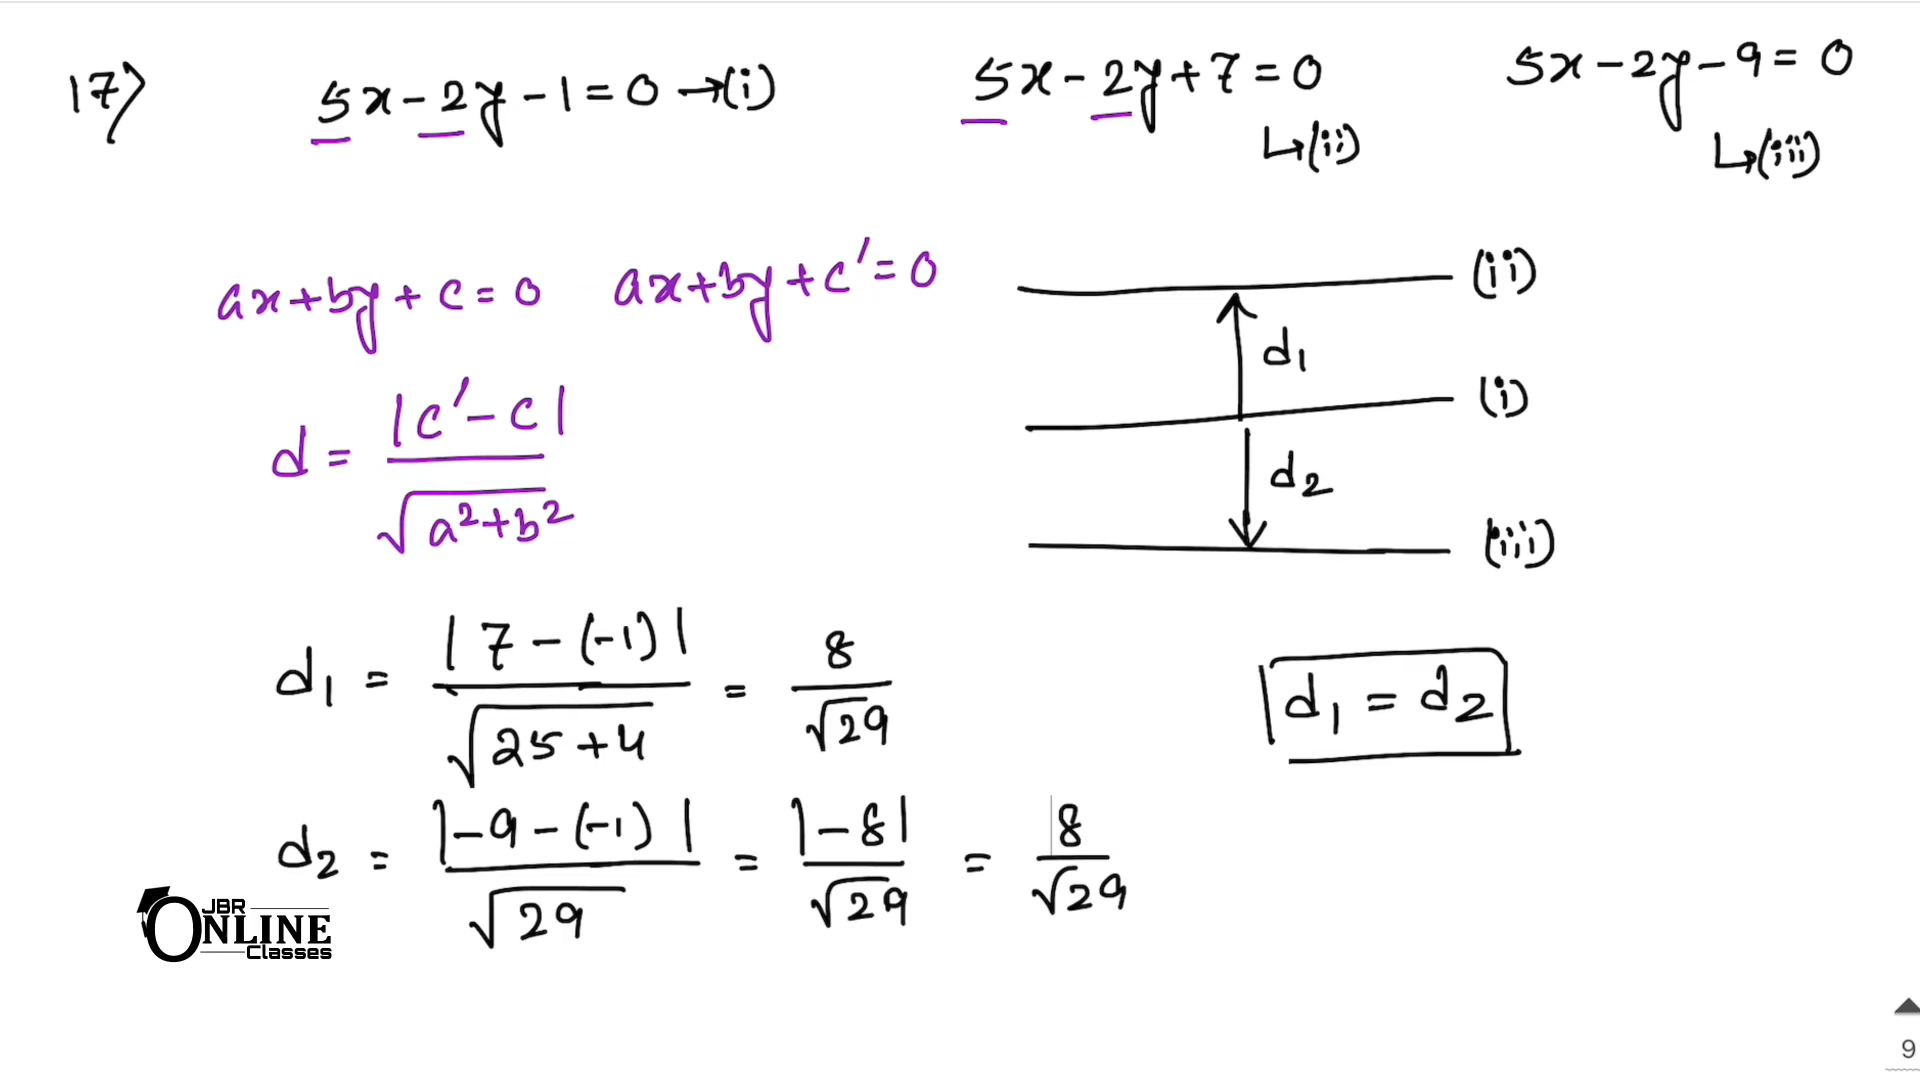 17) 5x-2y-1=0 →(i) 5x-2y+7=0 5x-2y-9=0
↳(ii) ↳(iii)
ax+by+c=0 ax+by+c'=0
(ii)
d1
d = |c'-c| / √(a²+b²)
(i)
d2
(iii)
d1 = |7-(-1)| / √(25+4) = 8/√29
d1 = d2
d2 = |-9-(-1)| / √29 = |-8|/√29 = 8/√29
JBR
ONLINE
Classes
9